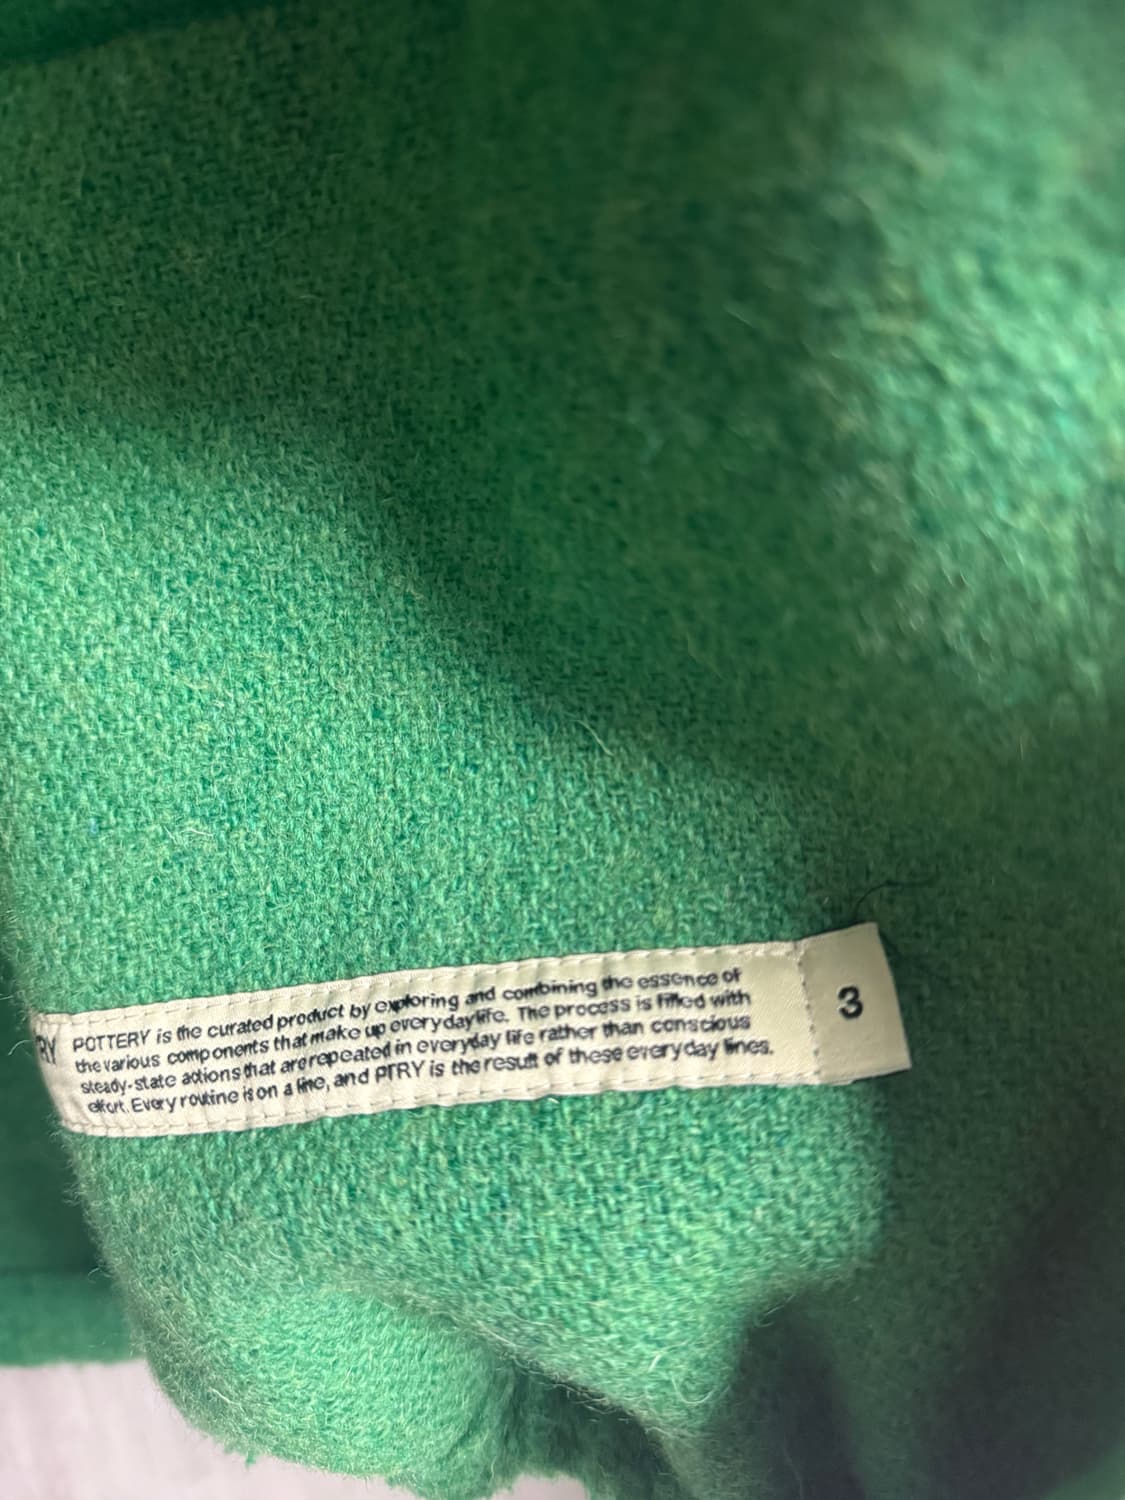 RY
POTTERY is the curated product by exploring and combining the essence of
the various components that make up everyday life. The process is filled with
steady-state actions that are repeated in everyday life rather than conscious
effort. Every routine is on a line, and PTRY is the result of these everyday lines.
3